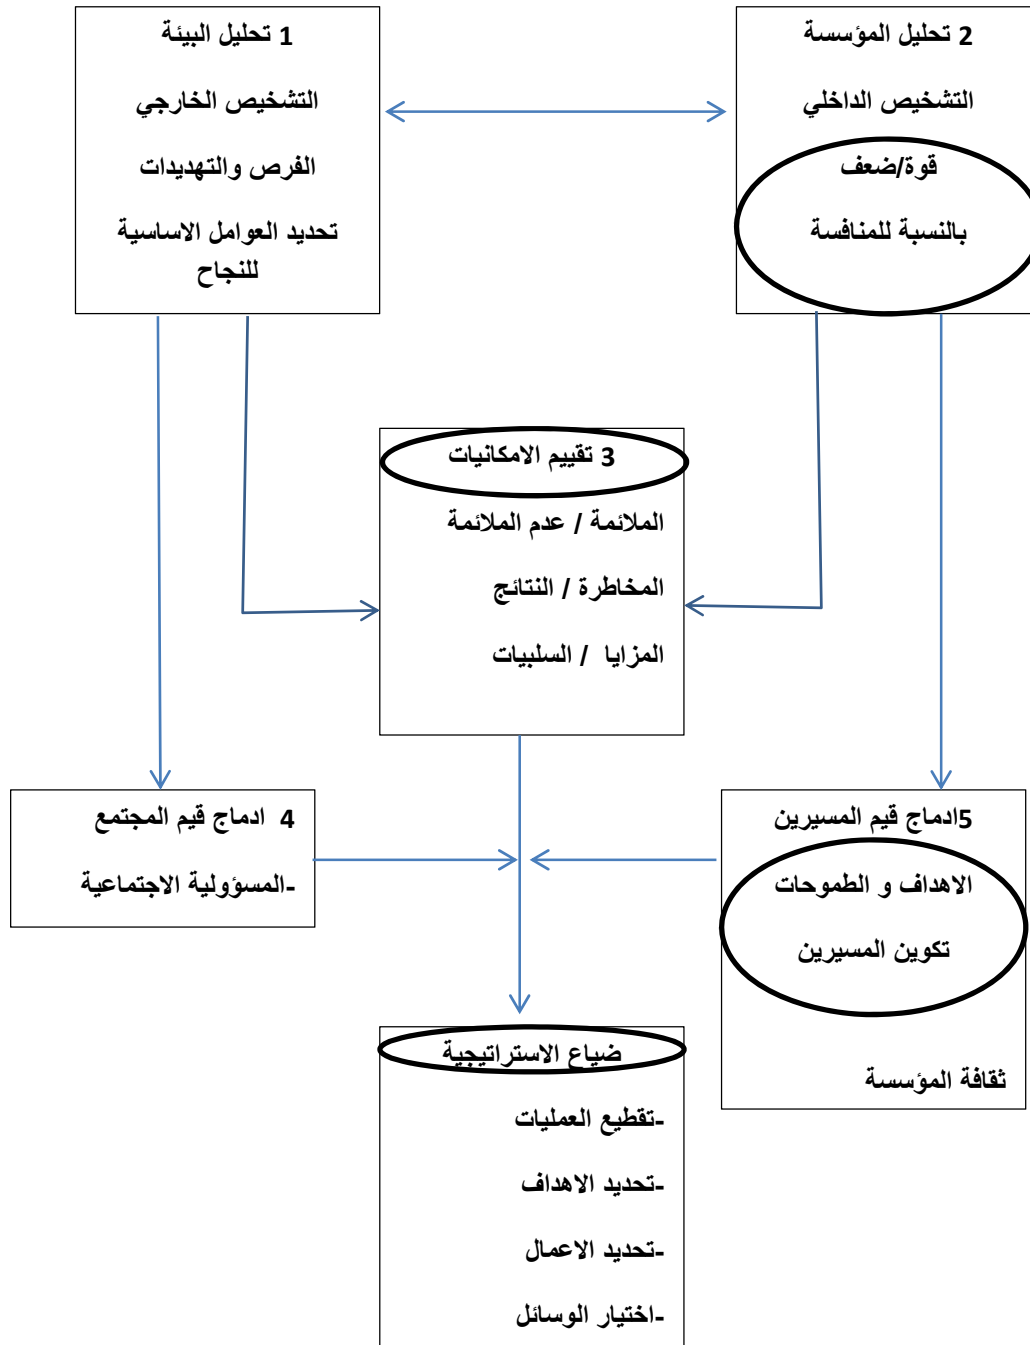 1 تحليل البيئة
التشخيص الخارجي
الفرص والتهديدات
تحديد العوامل الاساسية
للنجاح
2 تحليل المؤسسة
التشخيص الداخلي
قوة/ضعف
بالنسبة للمنافسة
3 تقييم الامكانيات
الملائمة / عدم الملائمة
المخاطرة / النتائج
المزايا / السلبيات
4 ادماج قيم المجتمع
-المسؤولية الاجتماعية
5ادماج قيم المسيرين
الاهداف و الطموحات
تكوين المسيرين
ثقافة المؤسسة
ضياع الاستراتيجية
-تقطيع العمليات
-تحديد الاهداف
-تحديد الاعمال
-اختيار الوسائل